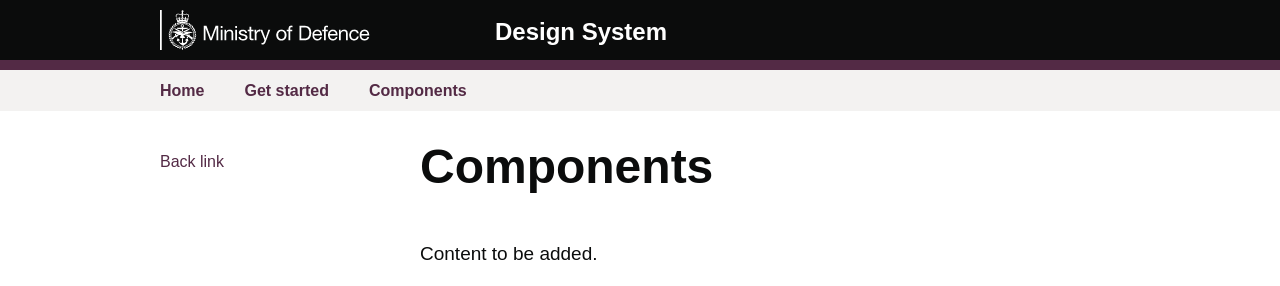 Ministry of Defence
Design System
Home
Get started
Components
Back link
Components
Content to be added.